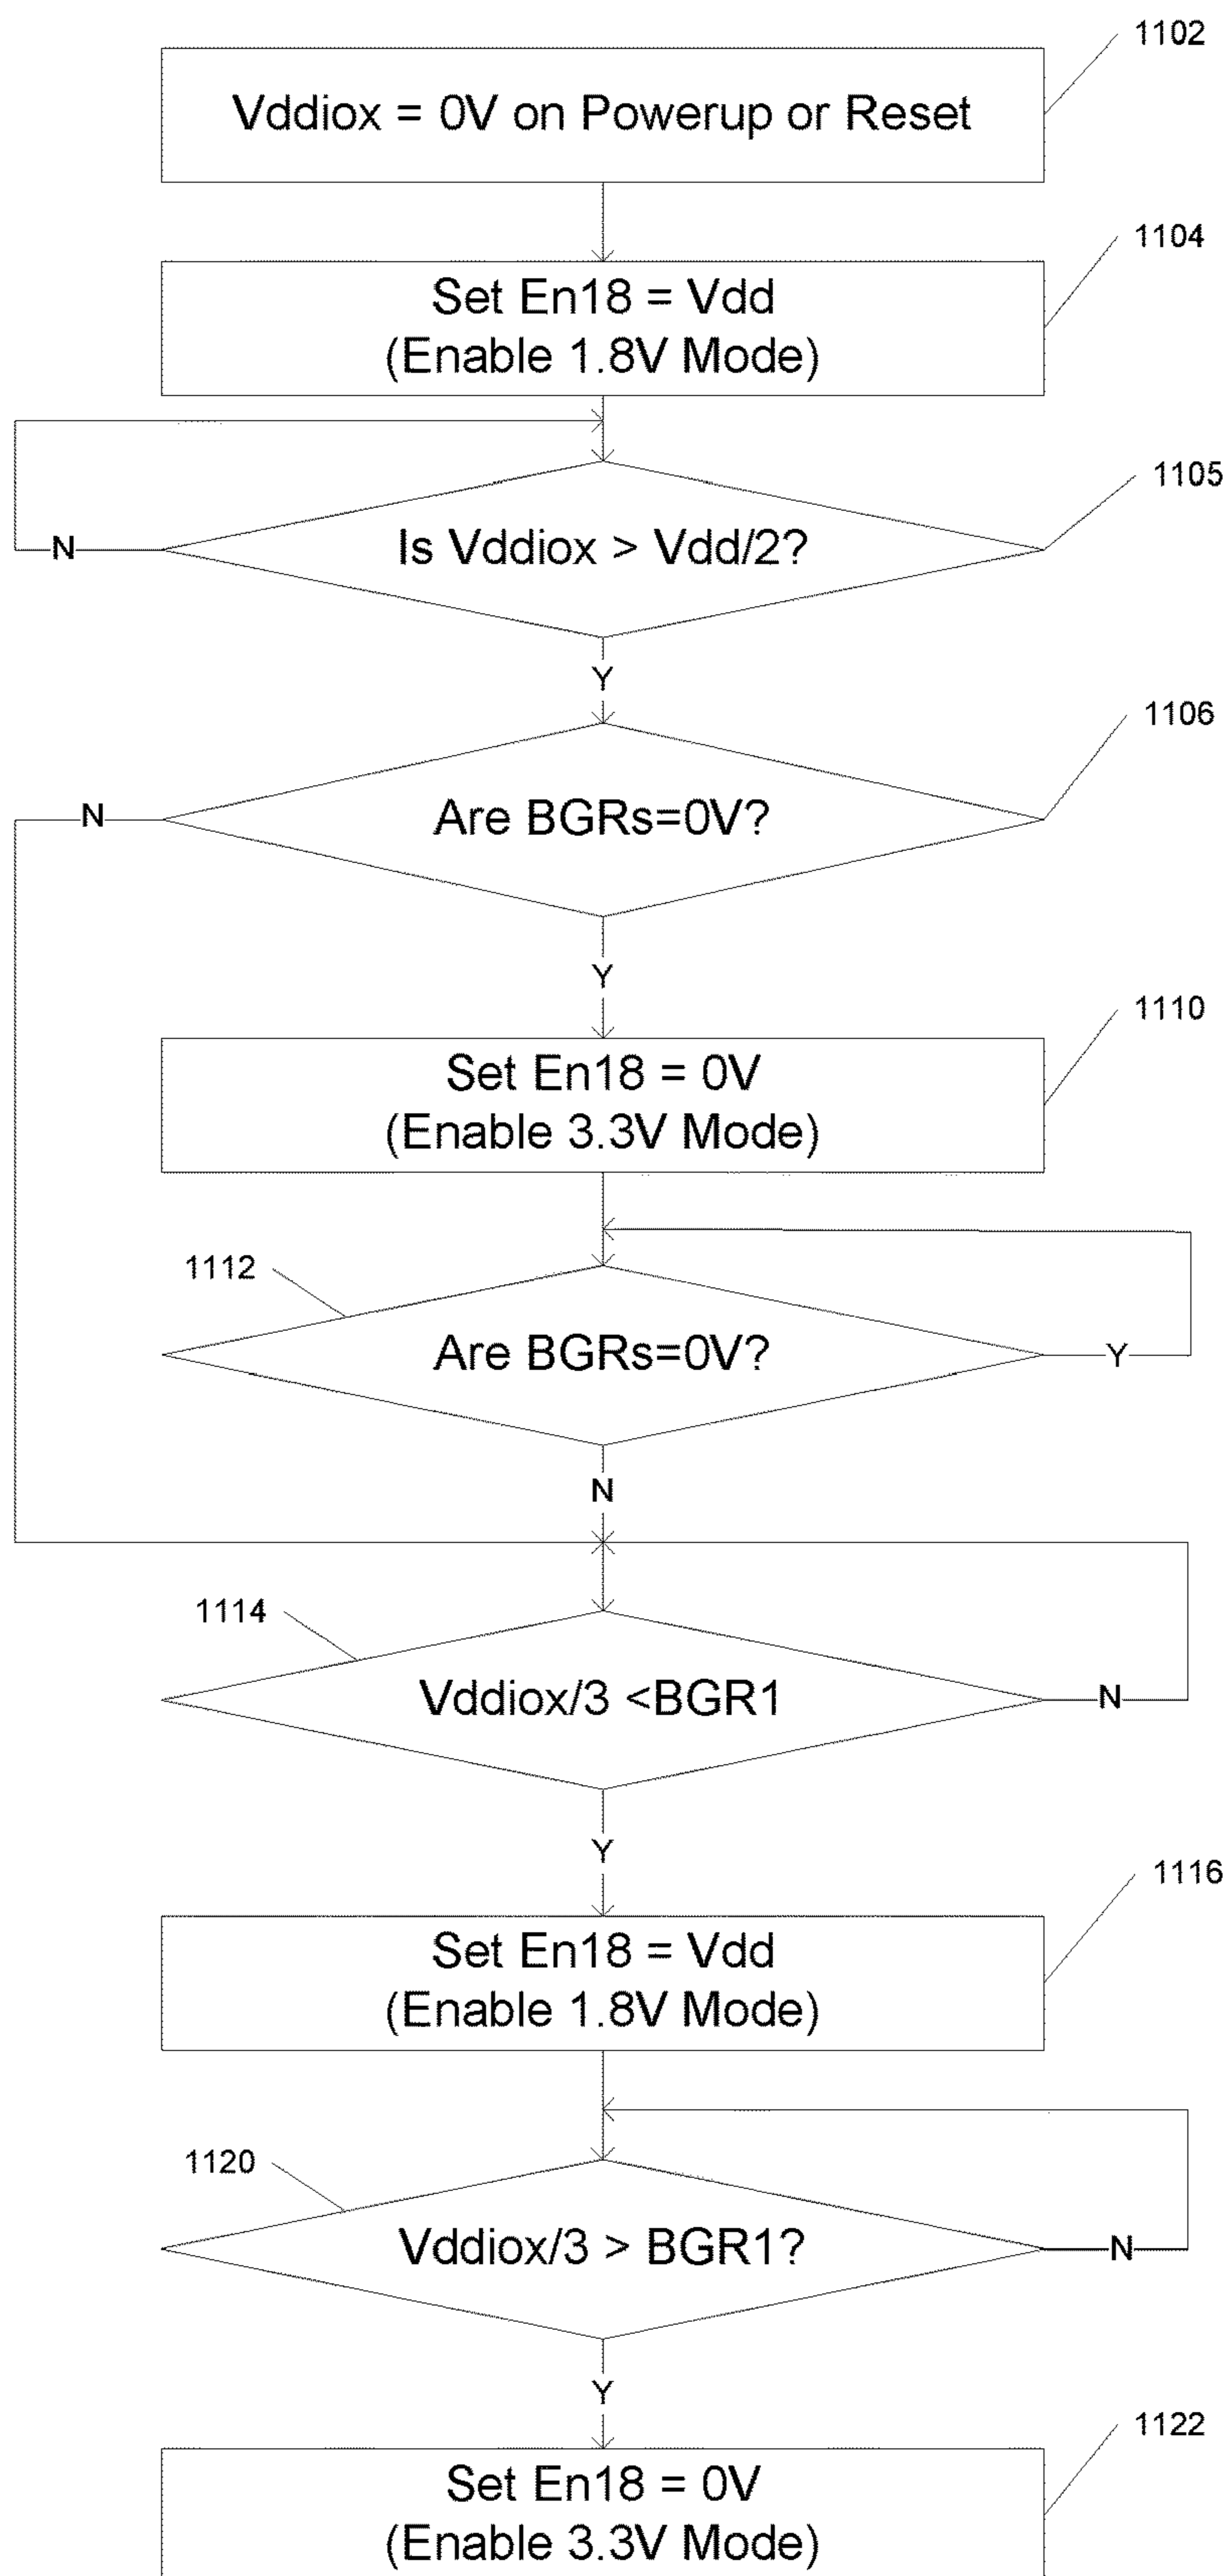 1102
Vddiox = 0V on Powerup or Reset
1104
Set En18 = Vdd
(Enable 1.8V Mode)
1105
Is Vddiox > Vdd/2?
N
Y
1106
Are BGRs=0V?
N
Y
1110
Set En18 = 0V
(Enable 3.3V Mode)
1112
Are BGRs=0V?
Y
N
1114
Vddiox/3 <BGR1
N
Y
1116
Set En18 = Vdd
(Enable 1.8V Mode)
1120
Vddiox/3 > BGR1?
N
Y
1122
Set En18 = 0V
(Enable 3.3V Mode)